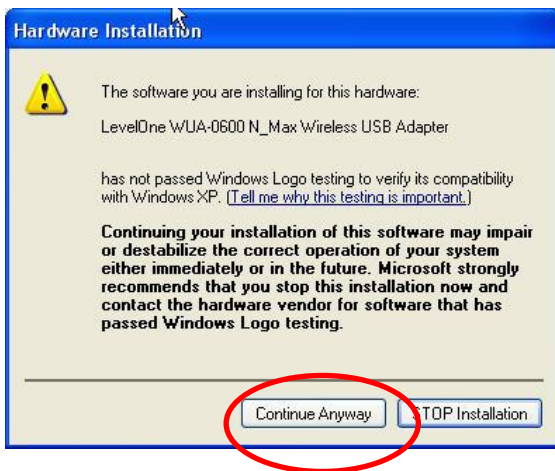 Hardware Installation
The software you are installing for this hardware:
LevelOne WUA-0600 N_Max Wireless USB Adapter
has not passed Windows Logo testing to verify its compatibility
with Windows XP. (Tell me why this testing is important.)
Continuing your installation of this software may impair
or destabilize the correct operation of your system
either immediately or in the future. Microsoft strongly
recommends that you stop this installation now and
contact the hardware vendor for software that has
passed Windows Logo testing.
Continue Anyway STOP Installation